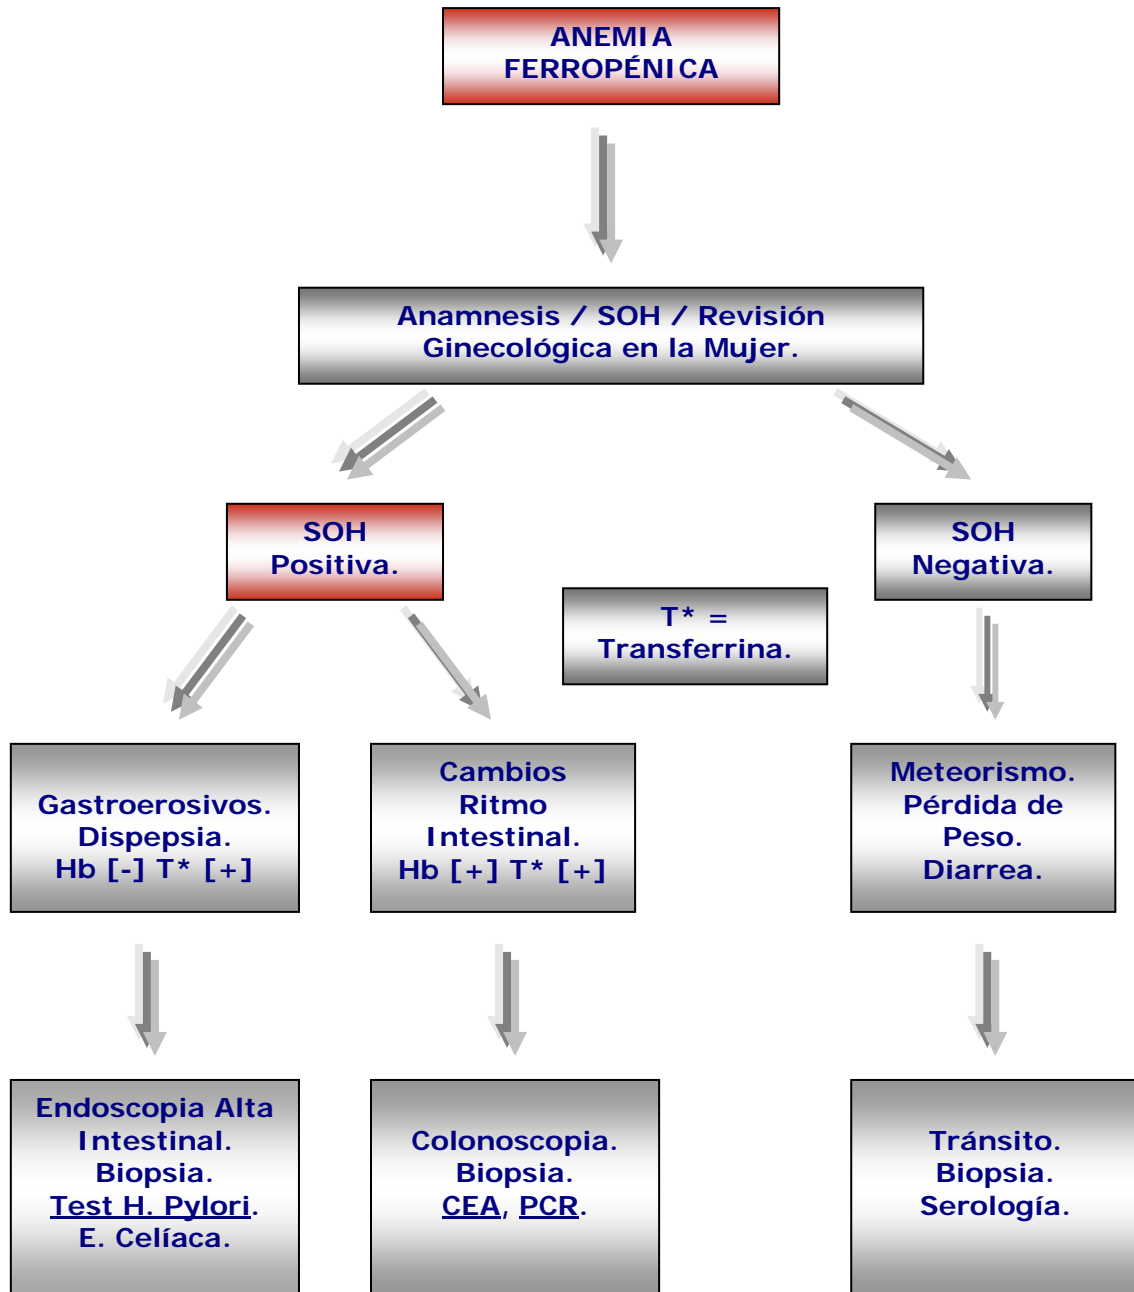 ANEMIA
FERROPÉNICA
Anamnesis / SOH / Revisión
Ginecológica en la Mujer.
SOH
Positiva.
SOH
Negativa.
T* =
Transferrina.
Gastroerosivos.
Dispepsia.
Hb [-] T* [+]
Cambios
Ritmo
Intestinal.
Hb [+] T* [+]
Meteorismo.
Pérdida de
Peso.
Diarrea.
Endoscopia Alta
Intestinal.
Biopsia.
Test H. Pylori.
E. Celíaca.
Colonoscopia.
Biopsia.
CEA, PCR.
Tránsito.
Biopsia.
Serología.